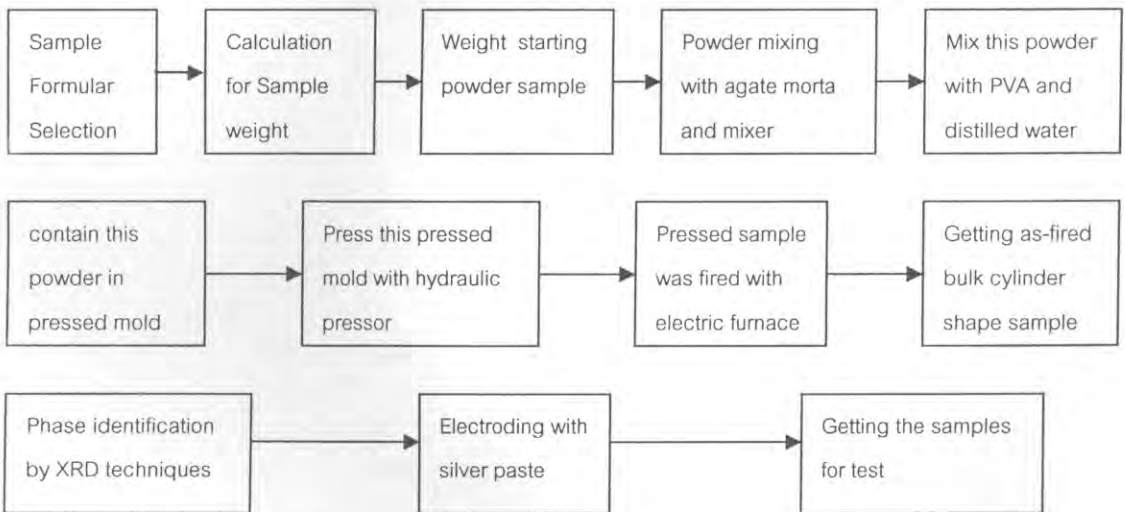 Sample
Formular
Selection
Calculation
for Sample
weight
Weight starting
powder sample
Powder mixing
with agate morta
and mixer
Mix this powder
with PVA and
distilled water
contain this
powder in
pressed mold
Press this pressed
mold with hydraulic
pressor
Pressed sample
was fired with
electric furnace
Getting as-fired
bulk cylinder
shape sample
Phase identification
by XRD techniques
Electroding with
silver paste
Getting the samples
for test